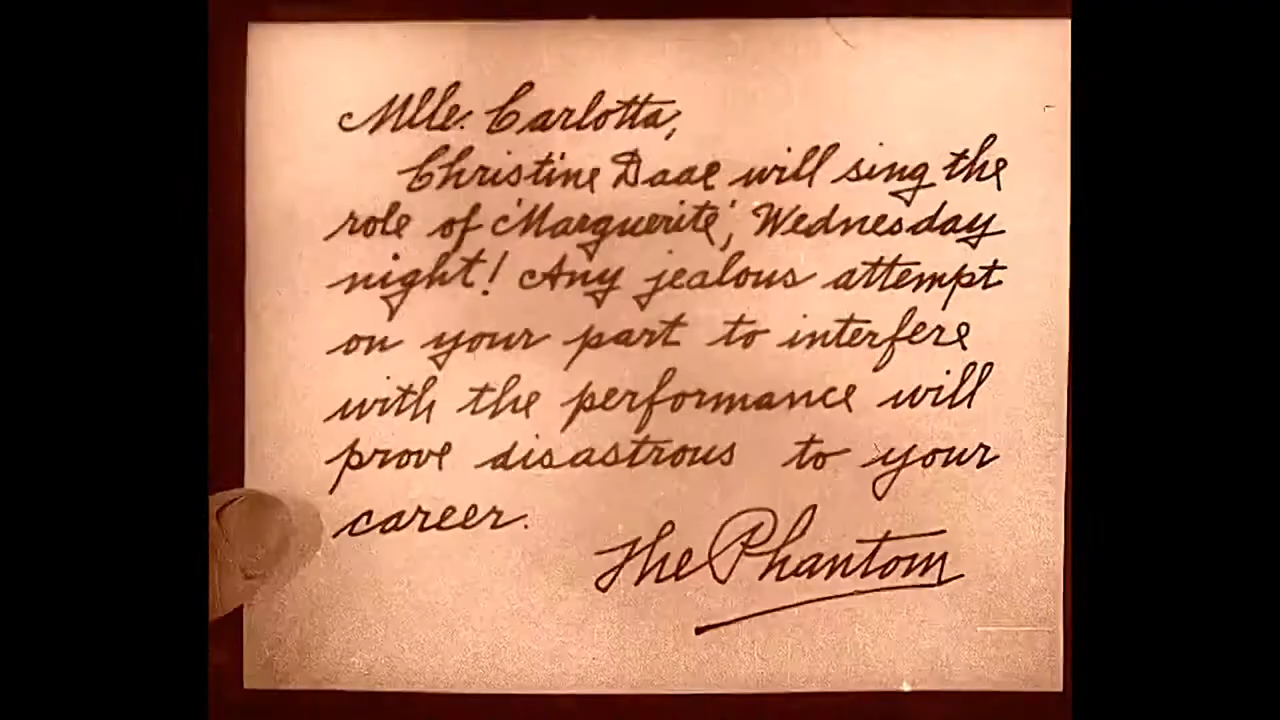 Mlle. Carlotta,
Christine Daae will sing the
role of 'Marguerite', Wednesday
night! Any jealous attempt
on your part to interfere
with the performance will
prove disastrous to your
career.
The Phantom